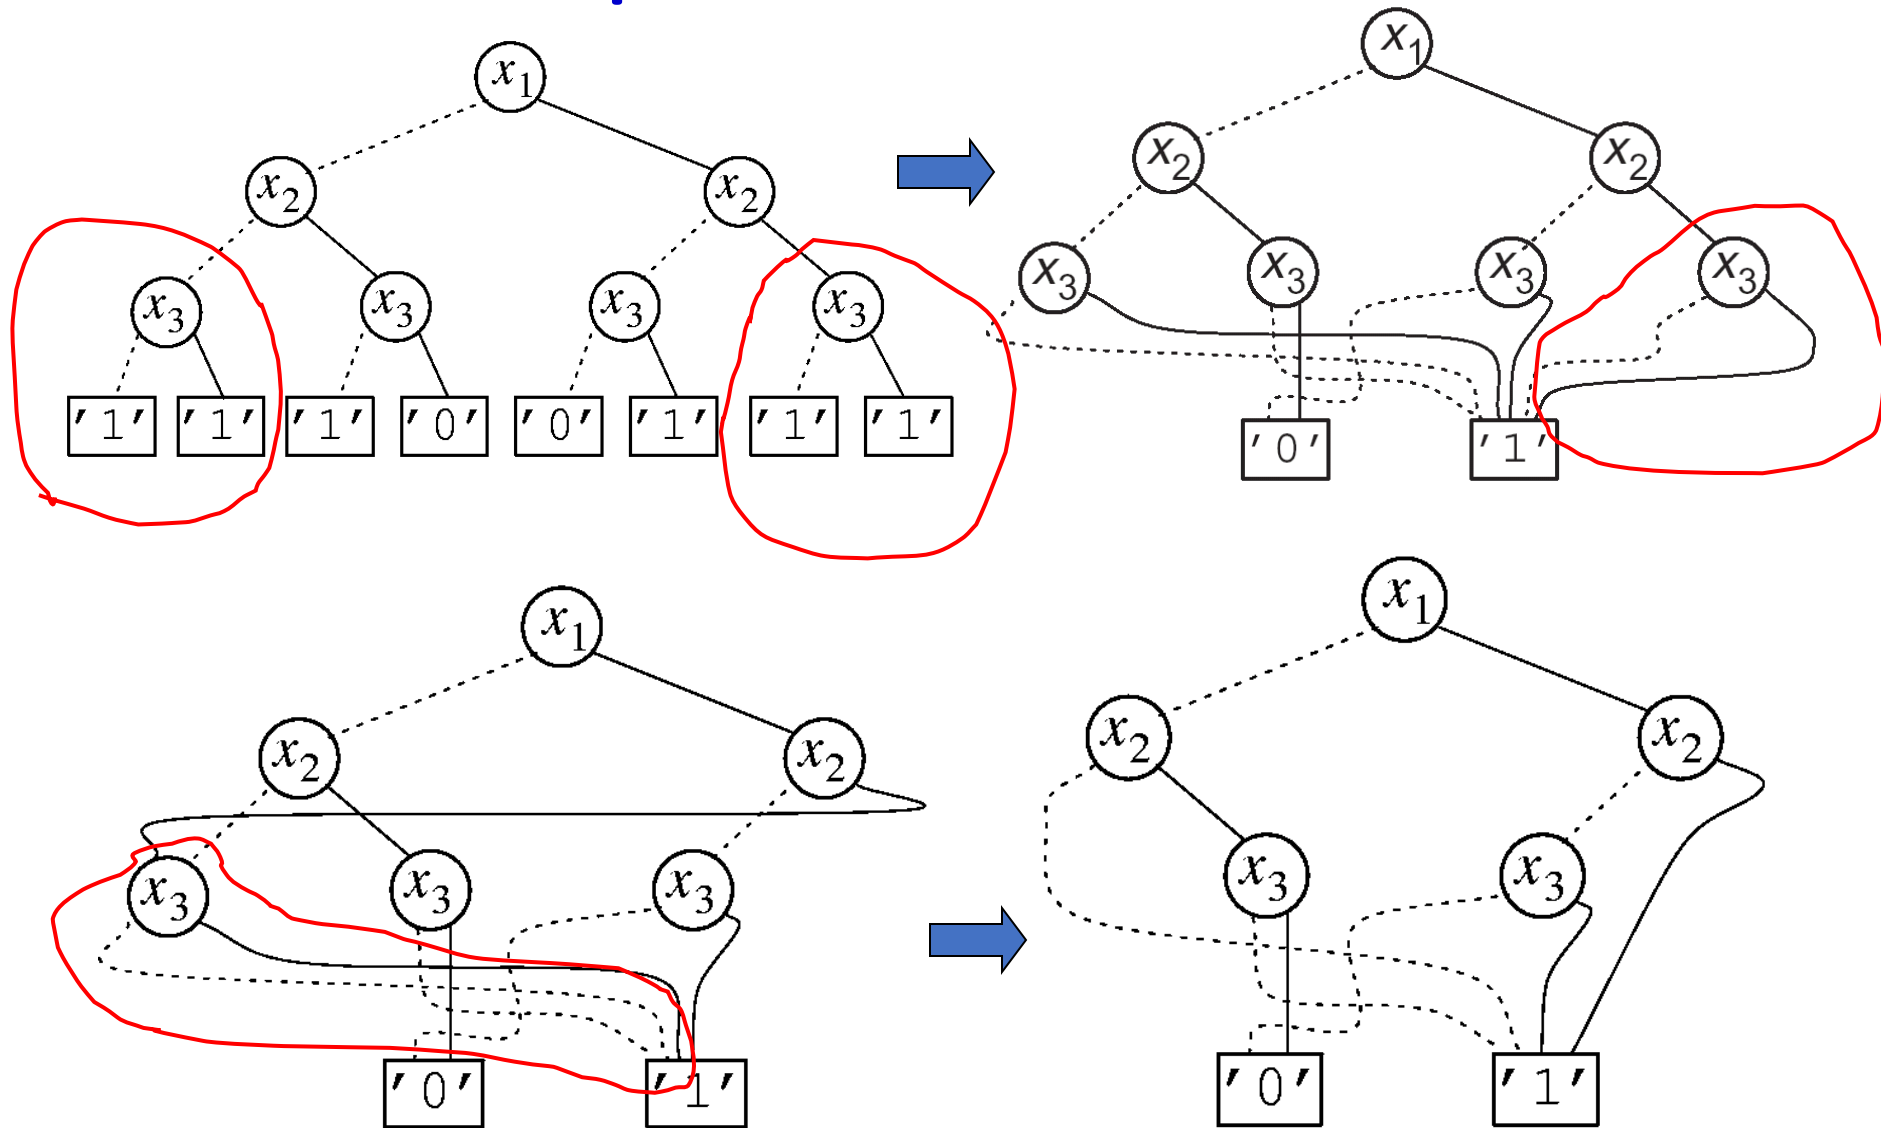 x₁
x₂ x₂
x₃ x₃ x₃ x₃
'1' '1' '1' '0' '0' '1' '1' '1'
x₁
x₂ x₂
x₃ x₃ x₃ x₃
'0' '1'
x₁
x₂ x₂
x₃ x₃ x₃
'0' '1'
x₁
x₂ x₂
x₃ x₃
'0' '1'